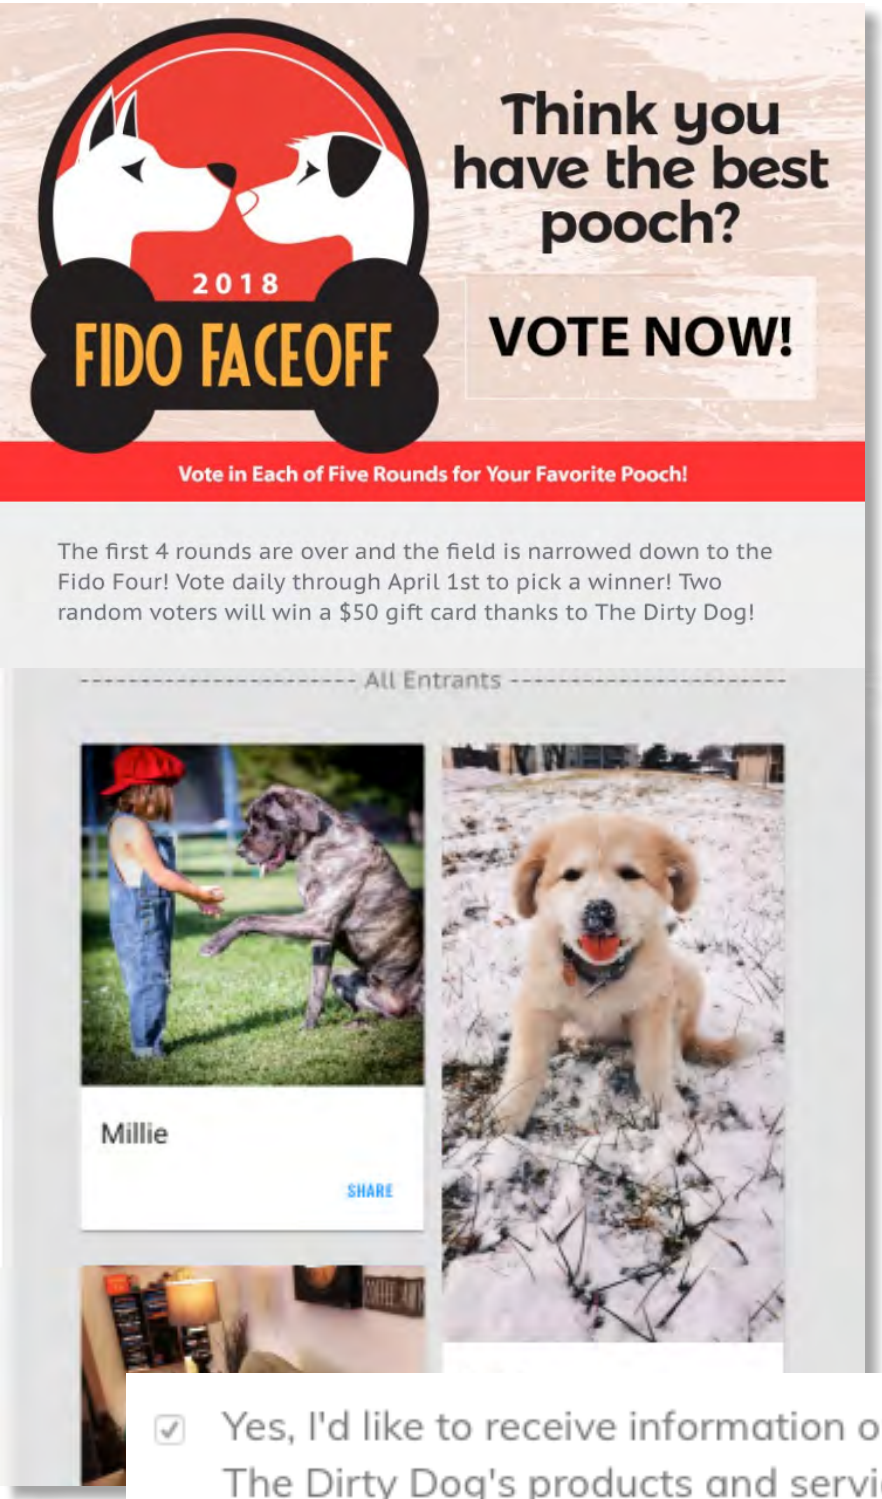 Think you
have the best
pooch?
2018
FIDO FACEOFF
VOTE NOW!
Vote in Each of Five Rounds for Your Favorite Pooch!
The first 4 rounds are over and the field is narrowed down to the
Fido Four! Vote daily through April 1st to pick a winner! Two
random voters will win a $50 gift card thanks to The Dirty Dog!
All Entrants
Millie
SHARE
Yes, I'd like to receive information o
The Dirty Dog's products and servi